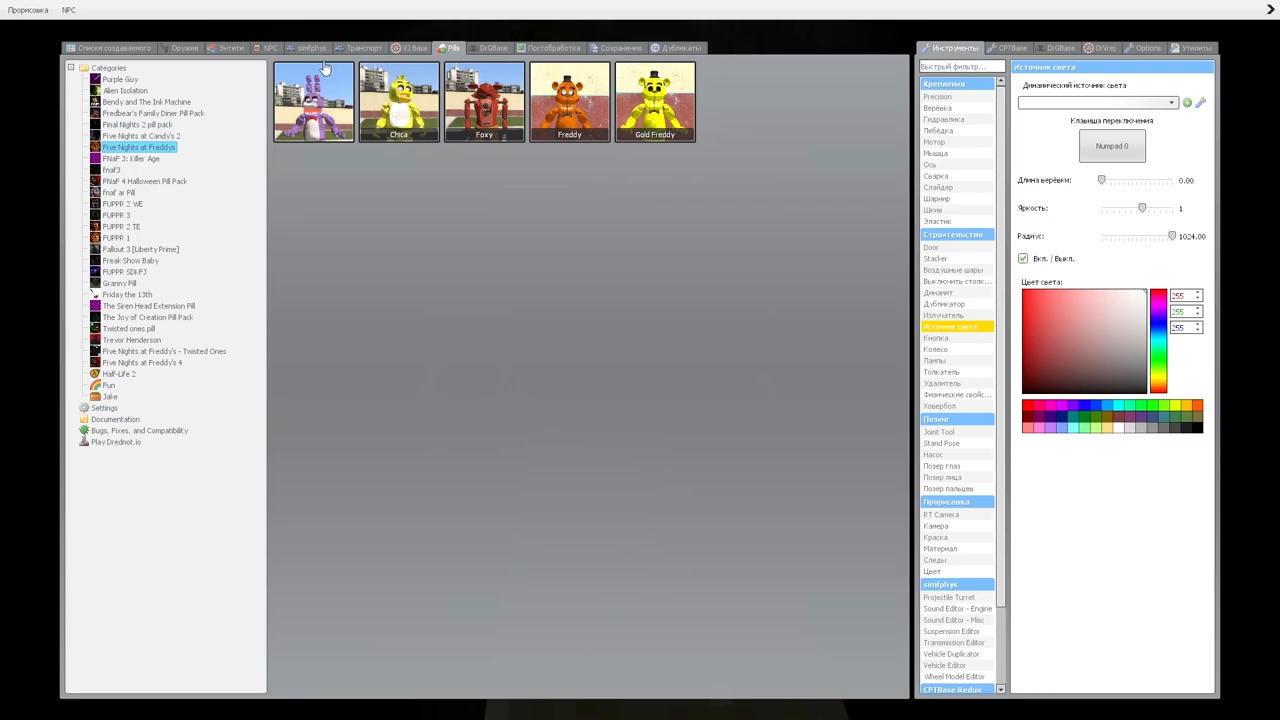 Прорисовка NPC
Списки создаваемого Оружие Энтити NPC simfphys Транспорт VJ Base Pills DrGBase Постобработка Сохранения Дубликаты
Categories
Purple Guy
Alien Isolation
Bendy and The Ink Machine
Fredbear's Family Diner Pill Pack
Final Nights 2 pill pack
Five Nights at Candy's 2
Five Nights at Freddys
FNaF 3: Killer Age
fnaf3
FNAF 4 Halloween Pill Pack
fnaf ar Pill
FUPPR 2 WE
FUPPR 3
FUPPR 2 TE
FUPPR 1
Fallout 3 [Liberty Prime]
Freak Show Baby
FUPPR SDI:FJ
Granny Pill
Friday the 13th
The Siren Head Extension Pill
The Joy of Creation Pill Pack
Twisted ones pill
Trevor Henderson
Five Nights at Freddy's - Twisted Ones
Five Nights at Freddy's 4
Half-Life 2
Fun
Jake
Settings
Documentation
Bugs, Fixes, and Compatibility
Play Drednot.io
Chica
Foxy
Freddy
Gold Freddy
Инструменты CPTBase DrGBase DrVrej Options Утилиты
Быстрый фильтр...
Крепления
Precision
Верёвка
Гидравлика
Лебёдка
Мотор
Мышца
Ось
Сварка
Слайдер
Шарнир
Шкив
Эластик
Строительство
Door
Stacker
Воздушные шары
Выключить столк...
Динамит
Дубликатор
Излучатель
Источник света
Кнопка
Колесо
Лампы
Толкатель
Удалитель
Физические свойс...
Ховербол
Позинг
Joint Tool
Stand Pose
Насос
Позер глаз
Позер лица
Позер пальцев
Прорисовка
RT Camera
Камера
Краска
Материал
Следы
Цвет
simfphys
Projectile Turret
Sound Editor - Engine
Sound Editor - Misc
Suspension Editor
Transmission Editor
Vehicle Duplicator
Vehicle Editor
Wheel Model Editor
CPTBase Redux
Источник света
Динамический источник света
Клавиша переключения
Numpad 0
Длина верёвки: 0.00
Яркость: 1
Радиус: 1024.00
Вкл. / Выкл.
Цвет света:
255
255
255